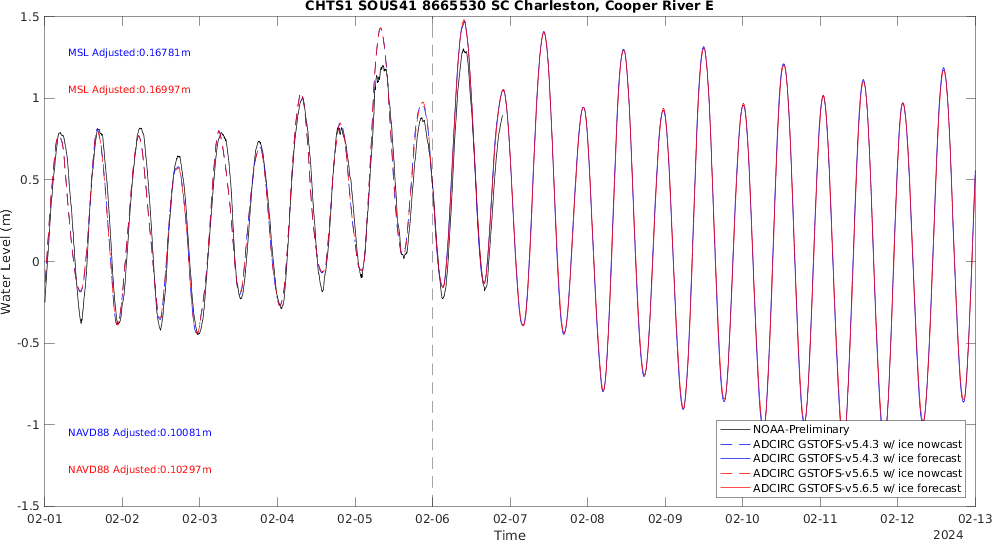 CHTS1 SOUS41 8665530 SC Charleston, Cooper River E
1.5
1
0.5
0
-0.5
-1
-1.5
Water Level (m)
MSL Adjusted:0.16781m
MSL Adjusted:0.16997m
NAVD88 Adjusted:0.10081m
NAVD88 Adjusted:0.10297m
NOAA-Preliminary
ADCIRC GSTOFS-v5.4.3 w/ ice nowcast
ADCIRC GSTOFS-v5.4.3 w/ ice forecast
ADCIRC GSTOFS-v5.6.5 w/ ice nowcast
ADCIRC GSTOFS-v5.6.5 w/ ice forecast
02-01 02-02 02-03 02-04 02-05 02-06 02-07 02-08 02-09 02-10 02-11 02-12 02-13
Time
2024